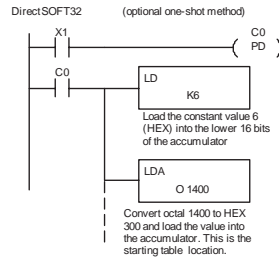 DirectSOFT32 (optional one-shot method)
X1
C0
PD
C0
LD
K6
Load the constant value 6
(HEX) into the lower 16 bits
of the accumulator
LDA
O 1400
Convert octal 1400 to HEX
300 and load the value into
the accumulator. This is the
starting table location.